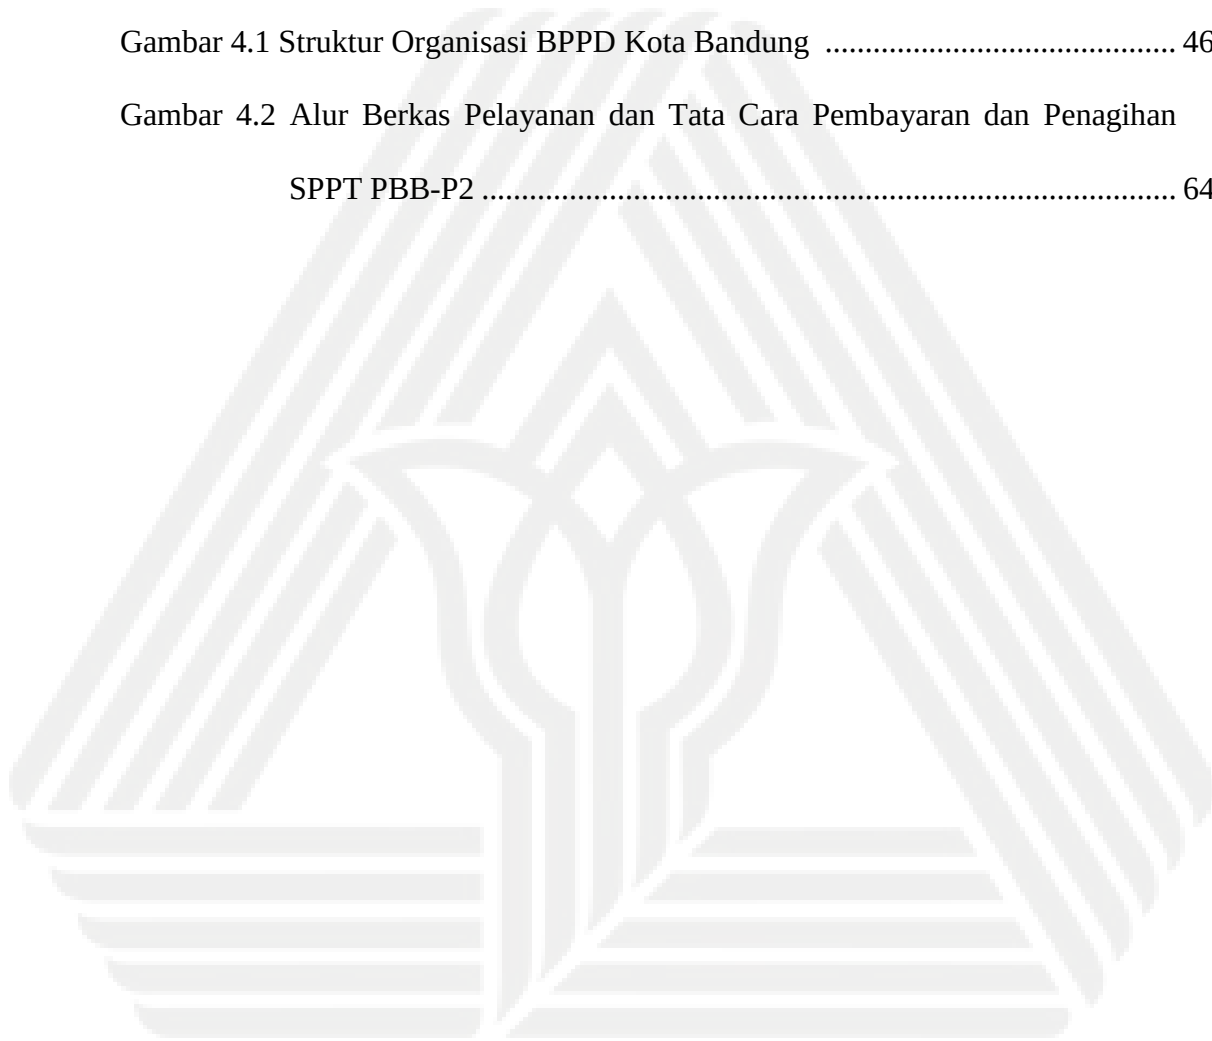 Gambar 4.1 Struktur Organisasi BPPD Kota Bandung ............................................ 46
Gambar 4.2 Alur Berkas Pelayanan dan Tata Cara Pembayaran dan Penagihan
SPPT PBB-P2 ....................................................................................... 64